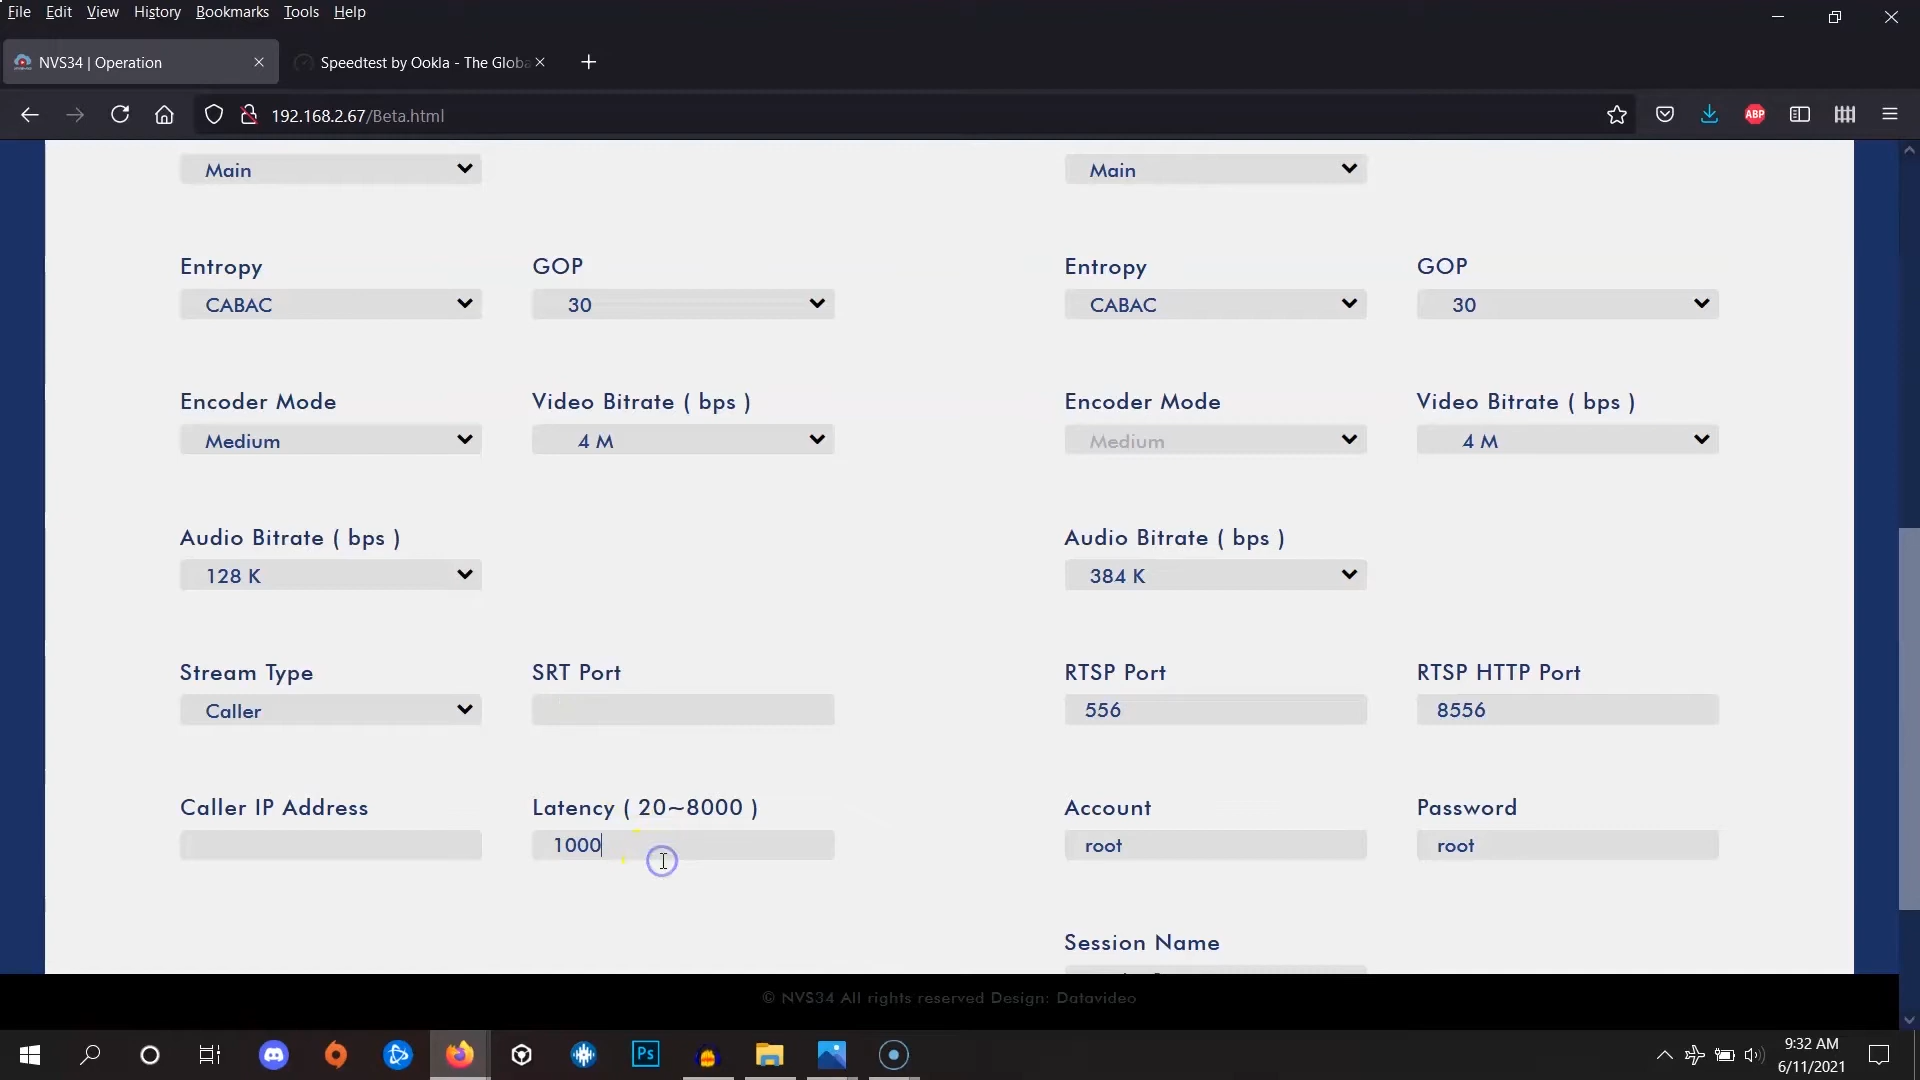 File Edit View History Bookmarks Tools Help
NVS34 | Operation
Speedtest by Ookla - The Globa
192.168.2.67/Beta.html
ABP
Main Main
Entropy GOP Entropy GOP
CABAC 30 CABAC 30
Encoder Mode Video Bitrate ( bps ) Encoder Mode Video Bitrate ( bps )
Medium 4 M Medium 4 M
Audio Bitrate ( bps ) Audio Bitrate ( bps )
128 K 384 K
Stream Type SRT Port RTSP Port RTSP HTTP Port
Caller 556 8556
Caller IP Address Latency ( 20~8000 ) Account Password
1000 root root
Session Name
© NVS34 All rights reserved Design: Datavideo
Ps
9:32 AM
6/11/2021